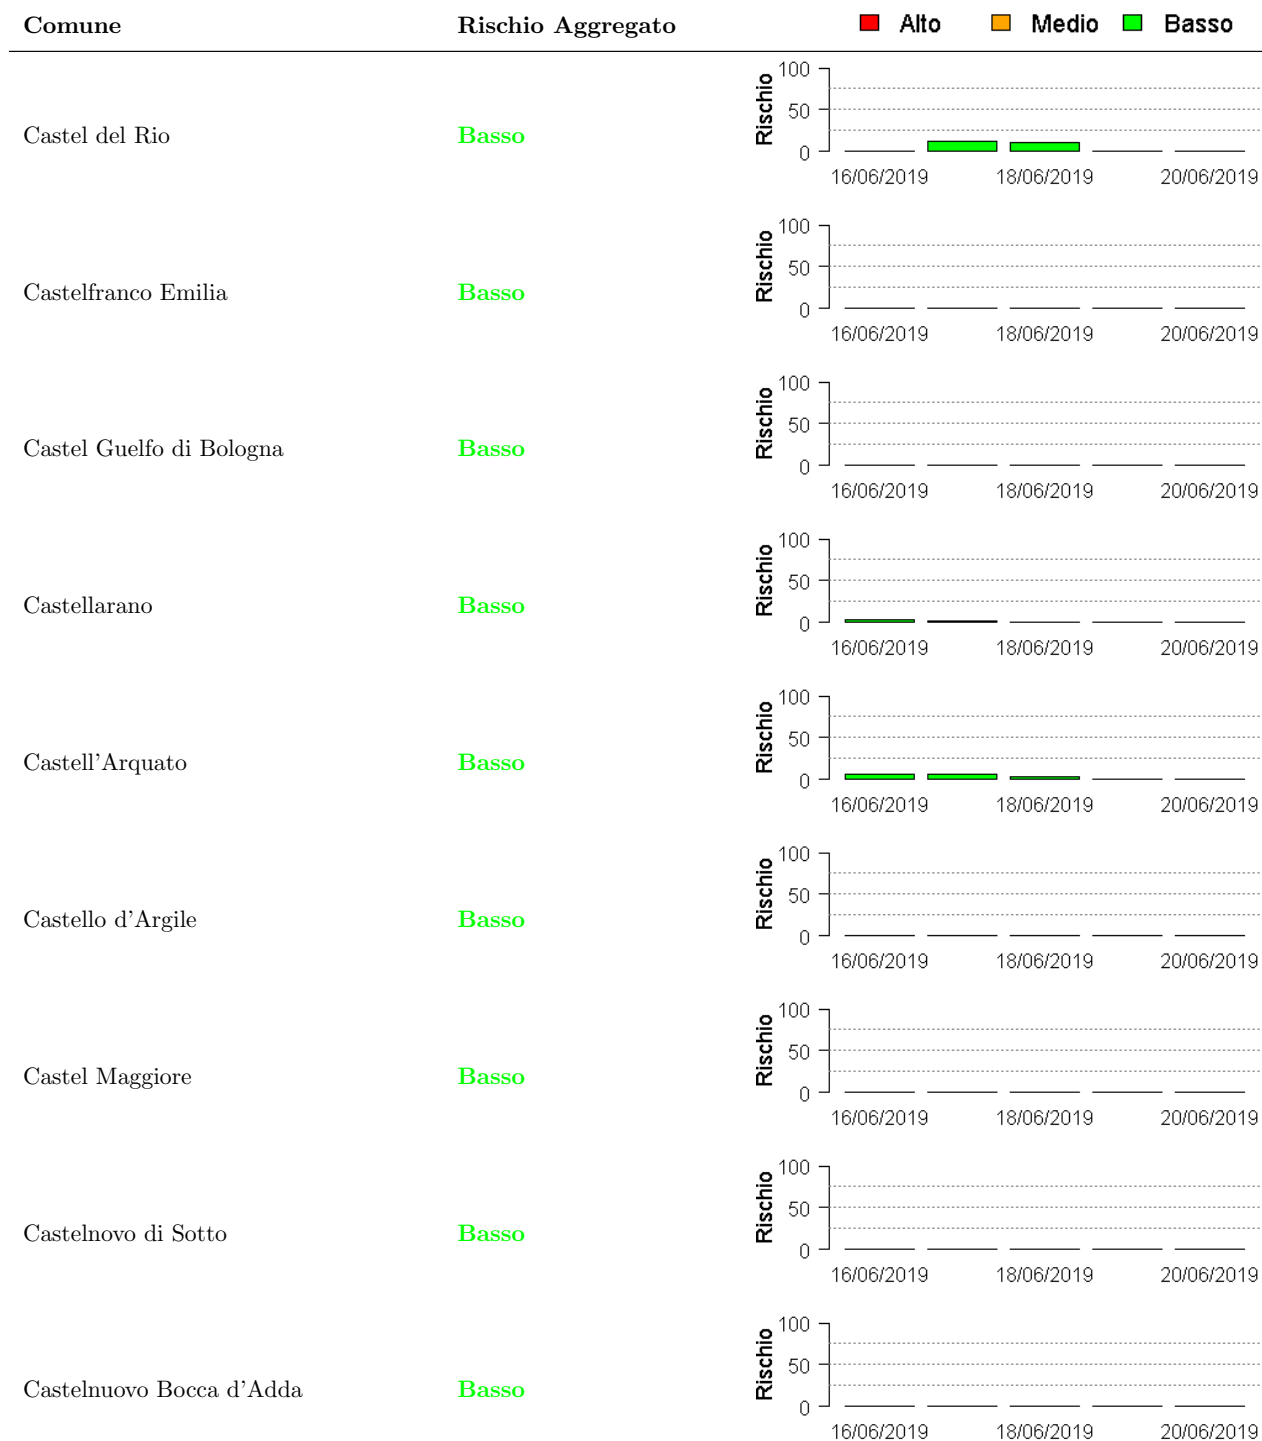 Comune Rischio Aggregato Alto Medio Basso
Castel del Rio Basso
Rischio
100
50
0
16/06/2019 18/06/2019 20/06/2019
Castelfranco Emilia Basso
Rischio
100
50
0
16/06/2019 18/06/2019 20/06/2019
Castel Guelfo di Bologna Basso
Rischio
100
50
0
16/06/2019 18/06/2019 20/06/2019
Castellarano Basso
Rischio
100
50
0
16/06/2019 18/06/2019 20/06/2019
Castell'Arquato Basso
Rischio
100
50
0
16/06/2019 18/06/2019 20/06/2019
Castello d'Argile Basso
Rischio
100
50
0
16/06/2019 18/06/2019 20/06/2019
Castel Maggiore Basso
Rischio
100
50
0
16/06/2019 18/06/2019 20/06/2019
Castelnovo di Sotto Basso
Rischio
100
50
0
16/06/2019 18/06/2019 20/06/2019
Castelnuovo Bocca d'Adda Basso
Rischio
100
50
0
16/06/2019 18/06/2019 20/06/2019